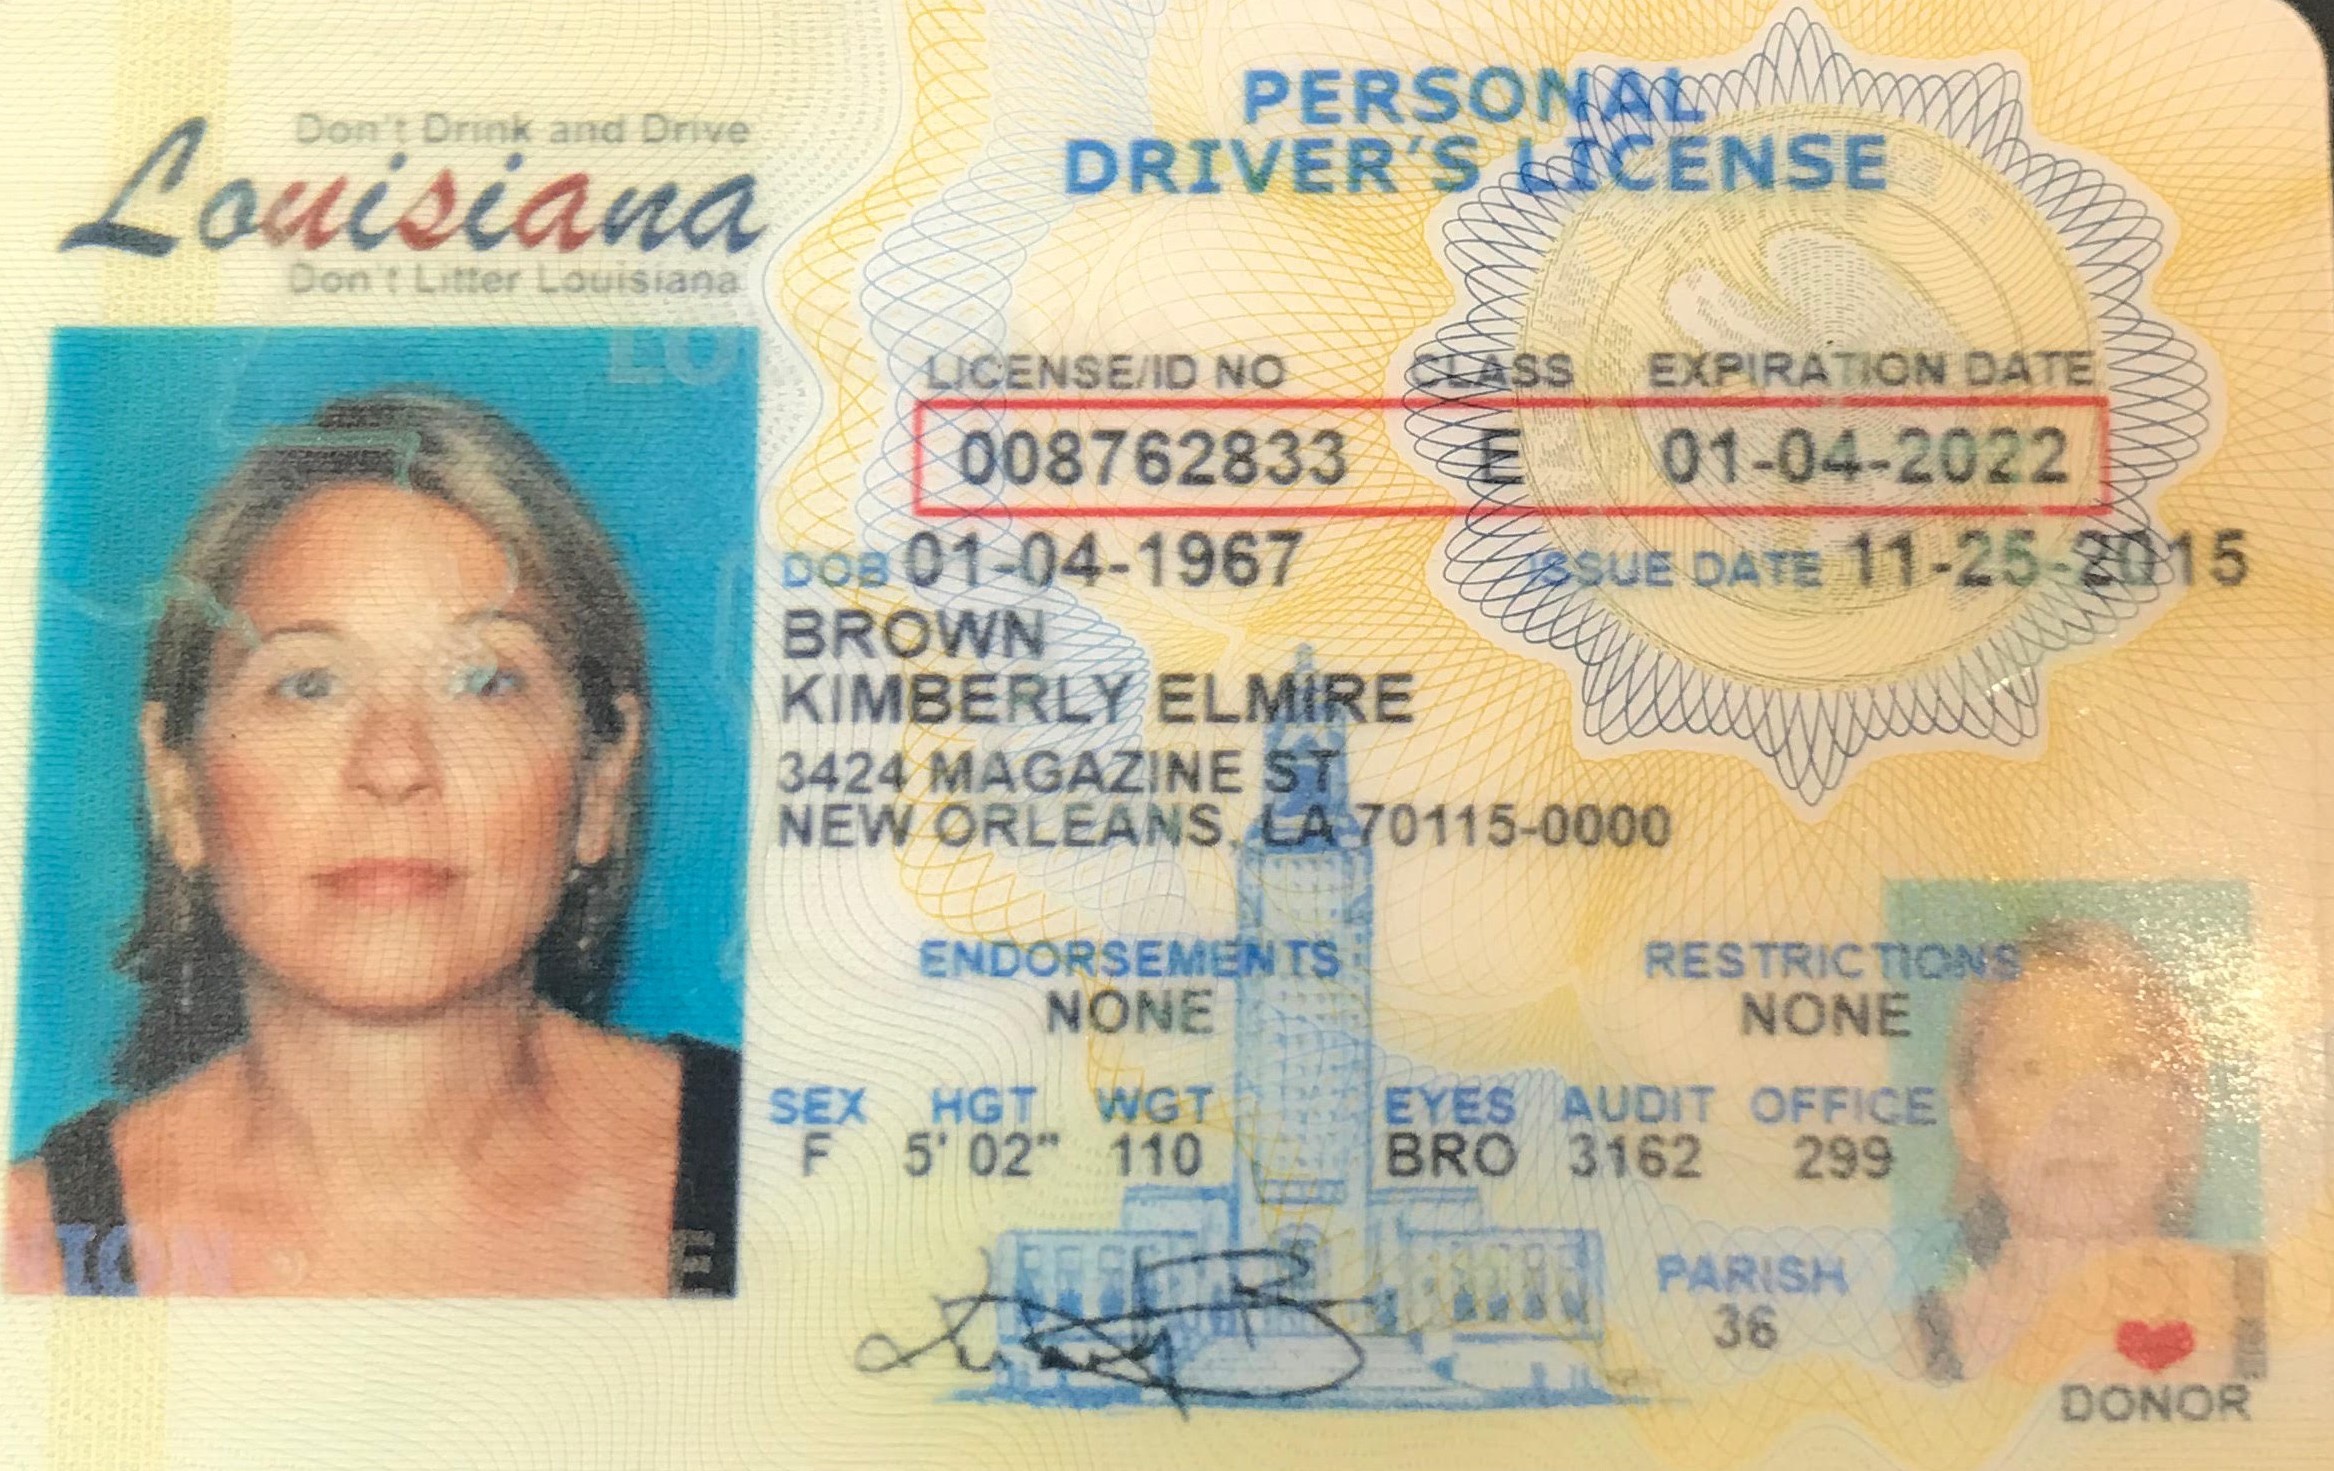 Don't Drink and Drive
Louisiana
Don't Litter Louisiana
PERSONAL
DRIVER'S LICENSE
LICENSE/ID NO CLASS EXPIRATION DATE
008762833 E 01-04-2022
DOB 01-04-1967 ISSUE DATE 11-25-2015
BROWN
KIMBERLY ELMIRE
3424 MAGAZINE ST
NEW ORLEANS, LA 70115-0000
ENDORSEMENTS RESTRICTIONS
NONE NONE
SEX HGT WGT EYES AUDIT OFFICE
F 5' 02" 110 BRO 3162 299
PARISH
36
DONOR